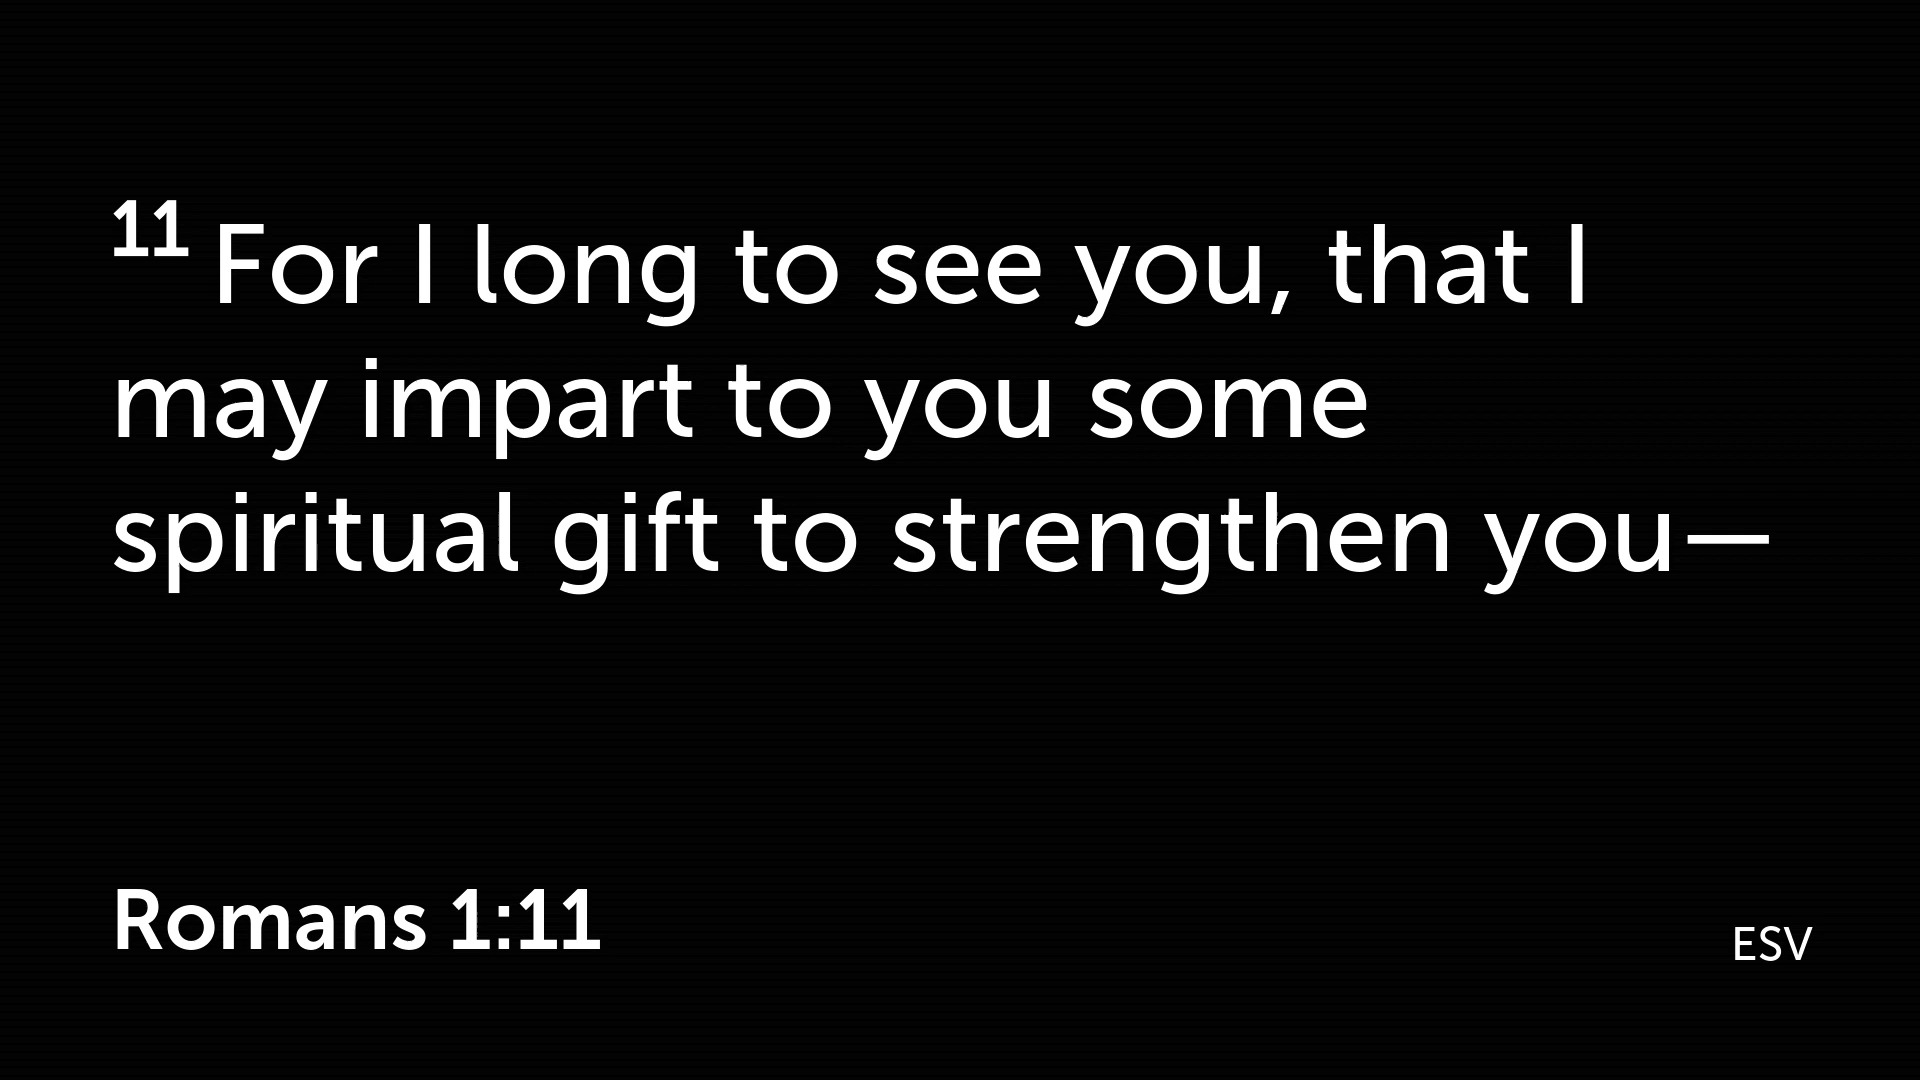 11 For I long to see you, that I
may impart to you some
spiritual gift to strengthen you—
Romans 1:11
ESV